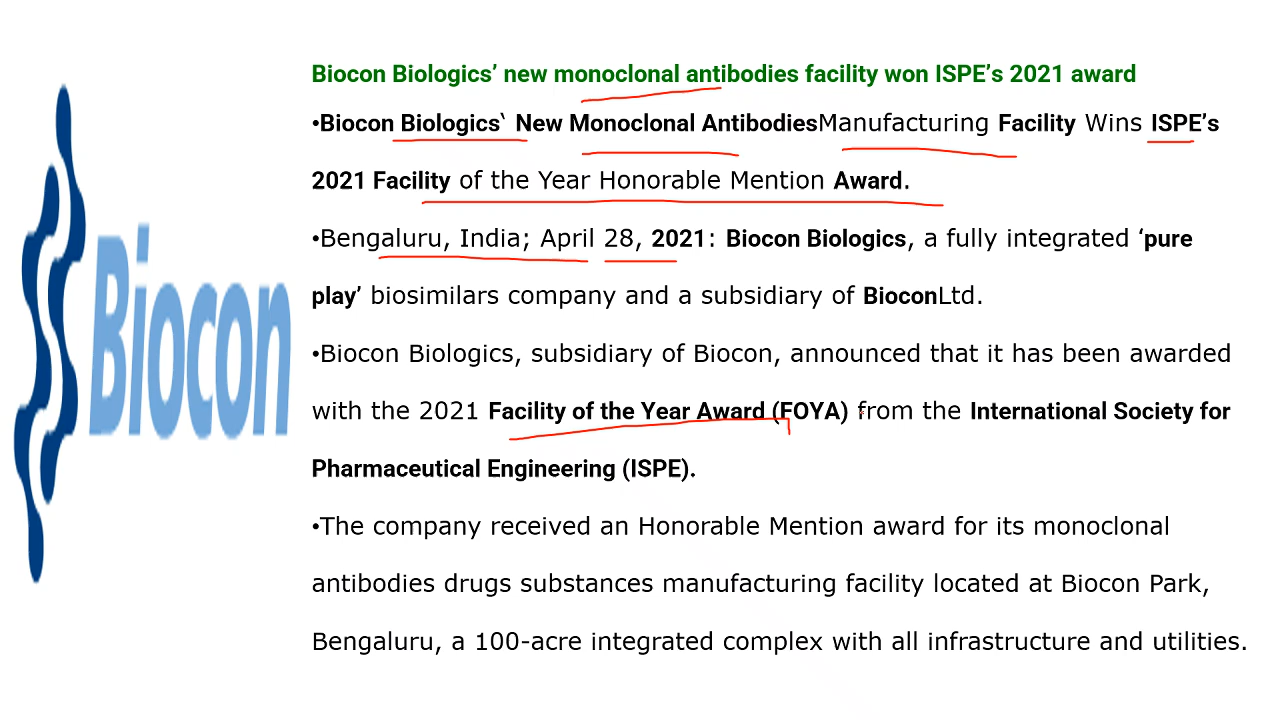 Biocon
Biocon Biologics’ new monoclonal antibodies facility won ISPE’s 2021 award
•Biocon Biologics‘ New Monoclonal AntibodiesManufacturing Facility Wins ISPE’s
2021 Facility of the Year Honorable Mention Award.
•Bengaluru, India; April 28, 2021: Biocon Biologics, a fully integrated ‘pure
play’ biosimilars company and a subsidiary of BioconLtd.
•Biocon Biologics, subsidiary of Biocon, announced that it has been awarded
with the 2021 Facility of the Year Award (FOYA) from the International Society for
Pharmaceutical Engineering (ISPE).
•The company received an Honorable Mention award for its monoclonal
antibodies drugs substances manufacturing facility located at Biocon Park,
Bengaluru, a 100-acre integrated complex with all infrastructure and utilities.